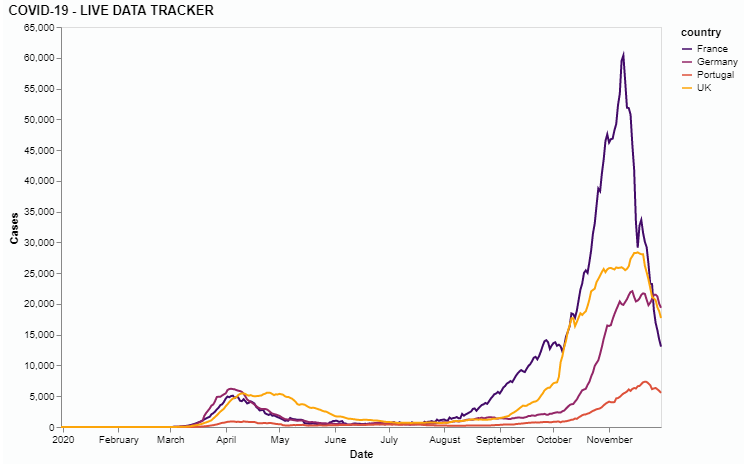 COVID-19 - LIVE DATA TRACKER
65,000
60,000
55,000
50,000
45,000
40,000
35,000
30,000
25,000
20,000
15,000
10,000
5,000
0
Cases
2020 February March April May June July August September October November
Date
country
France
Germany
Portugal
UK